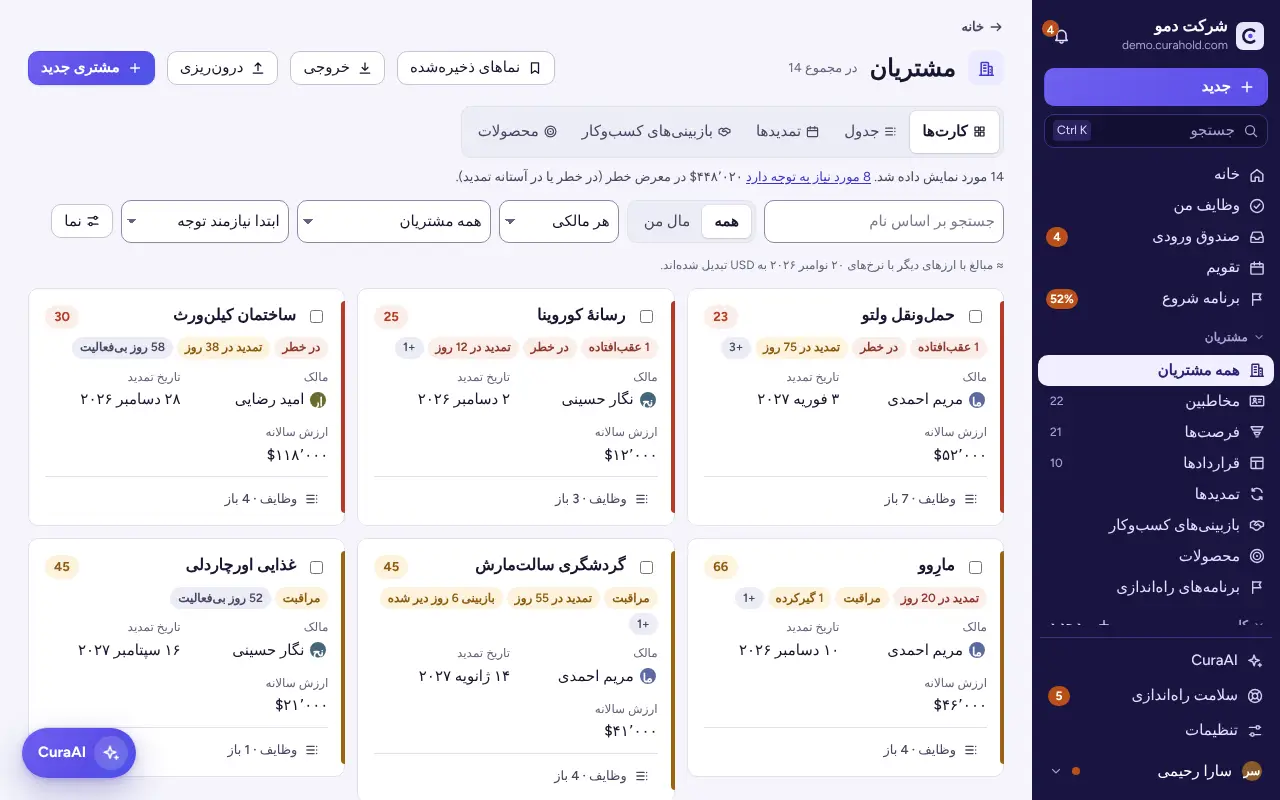 شرکت دمو
demo.curahold.com
4
جدید
جستجو
Ctrl K
خانه
وظایف من
صندوق ورودی
4
تقویم
برنامه شروع
52%
مشتریان
همه مشتریان
مخاطبین
22
فرصت‌ها
21
قراردادها
10
تمدیدها
بازبینی‌های کسب‌وکار
محصولات
برنامه‌های راه‌اندازی
CuraAI
سلامت راه‌اندازی
5
تنظیمات
سر سارا رحیمی
خانه
مشتریان
در مجموع 14
نماهای ذخیره‌شده
خروجی
درون‌ریزی
مشتری جدید
کارت‌ها
جدول
تمدیدها
بازبینی‌های کسب‌وکار
محصولات
14 مورد نمایش داده شد. 8 مورد نیاز به توجه دارد $۴۴۸٬۰۲۰ در معرض خطر (در خطر یا در آستانه تمدید).
جستجو بر اساس نام
همه
مال من
هر مالکی
همه مشتریان
ابتدا نیازمند توجه
نما
≈ مبالغ با ارزهای دیگر با نرخ‌های ۲۰ نوامبر ۲۰۲۶ به USD تبدیل شده‌اند.
حمل‌ونقل ولتو
23
1 عقب‌افتاده
در خطر
تمدید در 75 روز
+3
مالک
تاریخ تمدید
ما مریم احمدی
۳ فوریه ۲۰۲۷
ارزش سالانه
$۵۲٬۰۰۰
وظایف · 7 باز
رسانهٔ کوروینا
25
1 عقب‌افتاده
در خطر
تمدید در 12 روز
+1
مالک
تاریخ تمدید
نح نگار حسینی
۲ دسامبر ۲۰۲۶
ارزش سالانه
$۱۲٬۰۰۰
وظایف · 3 باز
ساختمان کیلن‌ورث
30
در خطر
تمدید در 38 روز
58 روز بی‌فعالیت
مالک
تاریخ تمدید
ار امید رضایی
۲۸ دسامبر ۲۰۲۶
ارزش سالانه
$۱۱۸٬۰۰۰
وظایف · 4 باز
مارِوو
66
تمدید در 20 روز
مراقبت
1 گیرکرده
+1
مالک
تاریخ تمدید
ما مریم احمدی
۱۰ دسامبر ۲۰۲۶
ارزش سالانه
$۴۶٬۰۰۰
وظایف · 4 باز
گردشگری سالت‌مارش
45
مراقبت
تمدید در 55 روز
بازبینی 6 روز دیر شده
+1
مالک
تاریخ تمدید
ما مریم احمدی
۱۴ ژانویه ۲۰۲۷
ارزش سالانه
$۴۱٬۰۰۰
وظایف · 4 باز
غذایی اورچاردلی
45
مراقبت
52 روز بی‌فعالیت
مالک
تاریخ تمدید
نح نگار حسینی
۱۶ سپتامبر ۲۰۲۷
ارزش سالانه
$۲۱٬۰۰۰
وظایف · 1 باز
CuraAI